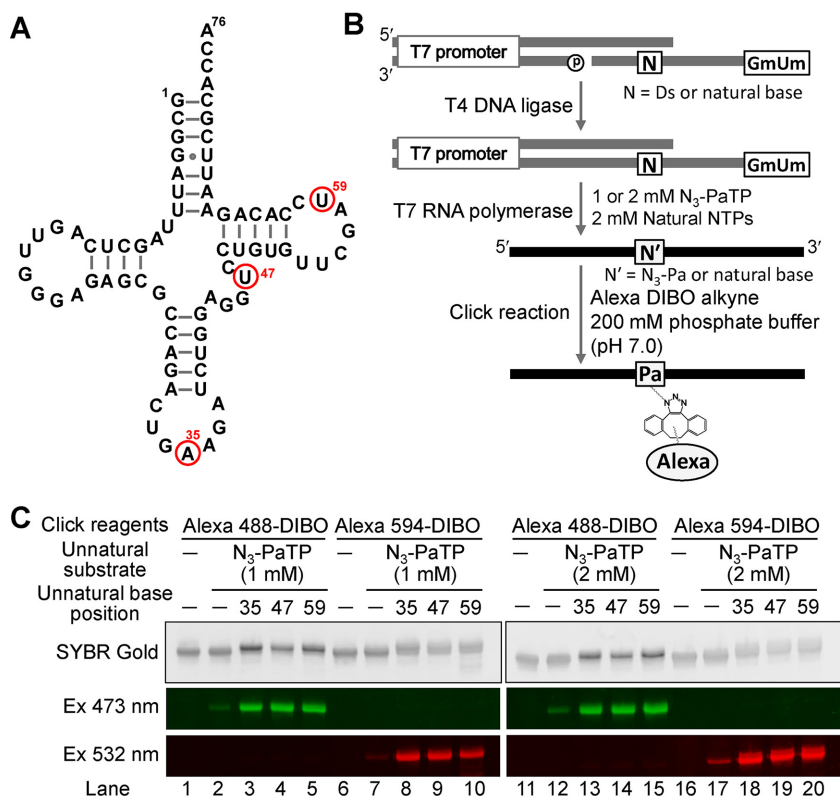 A
A 76
C
C
A
1 G C
C G
G C
G U
A U
U A
U A
U
A
G C U C A
G
U
U
U
G
G
G
A
G A G C
G
G A C A C
C U 59
A
G
C
U
U
C U G U G
C
U 47
G
G
A
C G
C G
A U
G C
A U
C A
U G
G A 35 A
B
5′
3′
T7 promoter
p
N
GmUm
N = Ds or natural base
T4 DNA ligase
T7 promoter
N
GmUm
T7 RNA polymerase
1 or 2 mM N₃-PaTP
2 mM Natural NTPs
5′ N′ 3′
N′ = N₃-Pa or natural base
Click reaction
Alexa DIBO alkyne
200 mM phosphate buffer
(pH 7.0)
Pa
N N N
Alexa
C
Click reagents Alexa 488-DIBO Alexa 594-DIBO Alexa 488-DIBO Alexa 594-DIBO
Unnatural substrate – N₃-PaTP (1 mM) – N₃-PaTP (1 mM) – N₃-PaTP (2 mM) – N₃-PaTP (2 mM)
Unnatural base position – – 35 47 59 – – 35 47 59 – – 35 47 59 – – 35 47 59
SYBR Gold
Ex 473 nm
Ex 532 nm
Lane 1 2 3 4 5 6 7 8 9 10 11 12 13 14 15 16 17 18 19 20